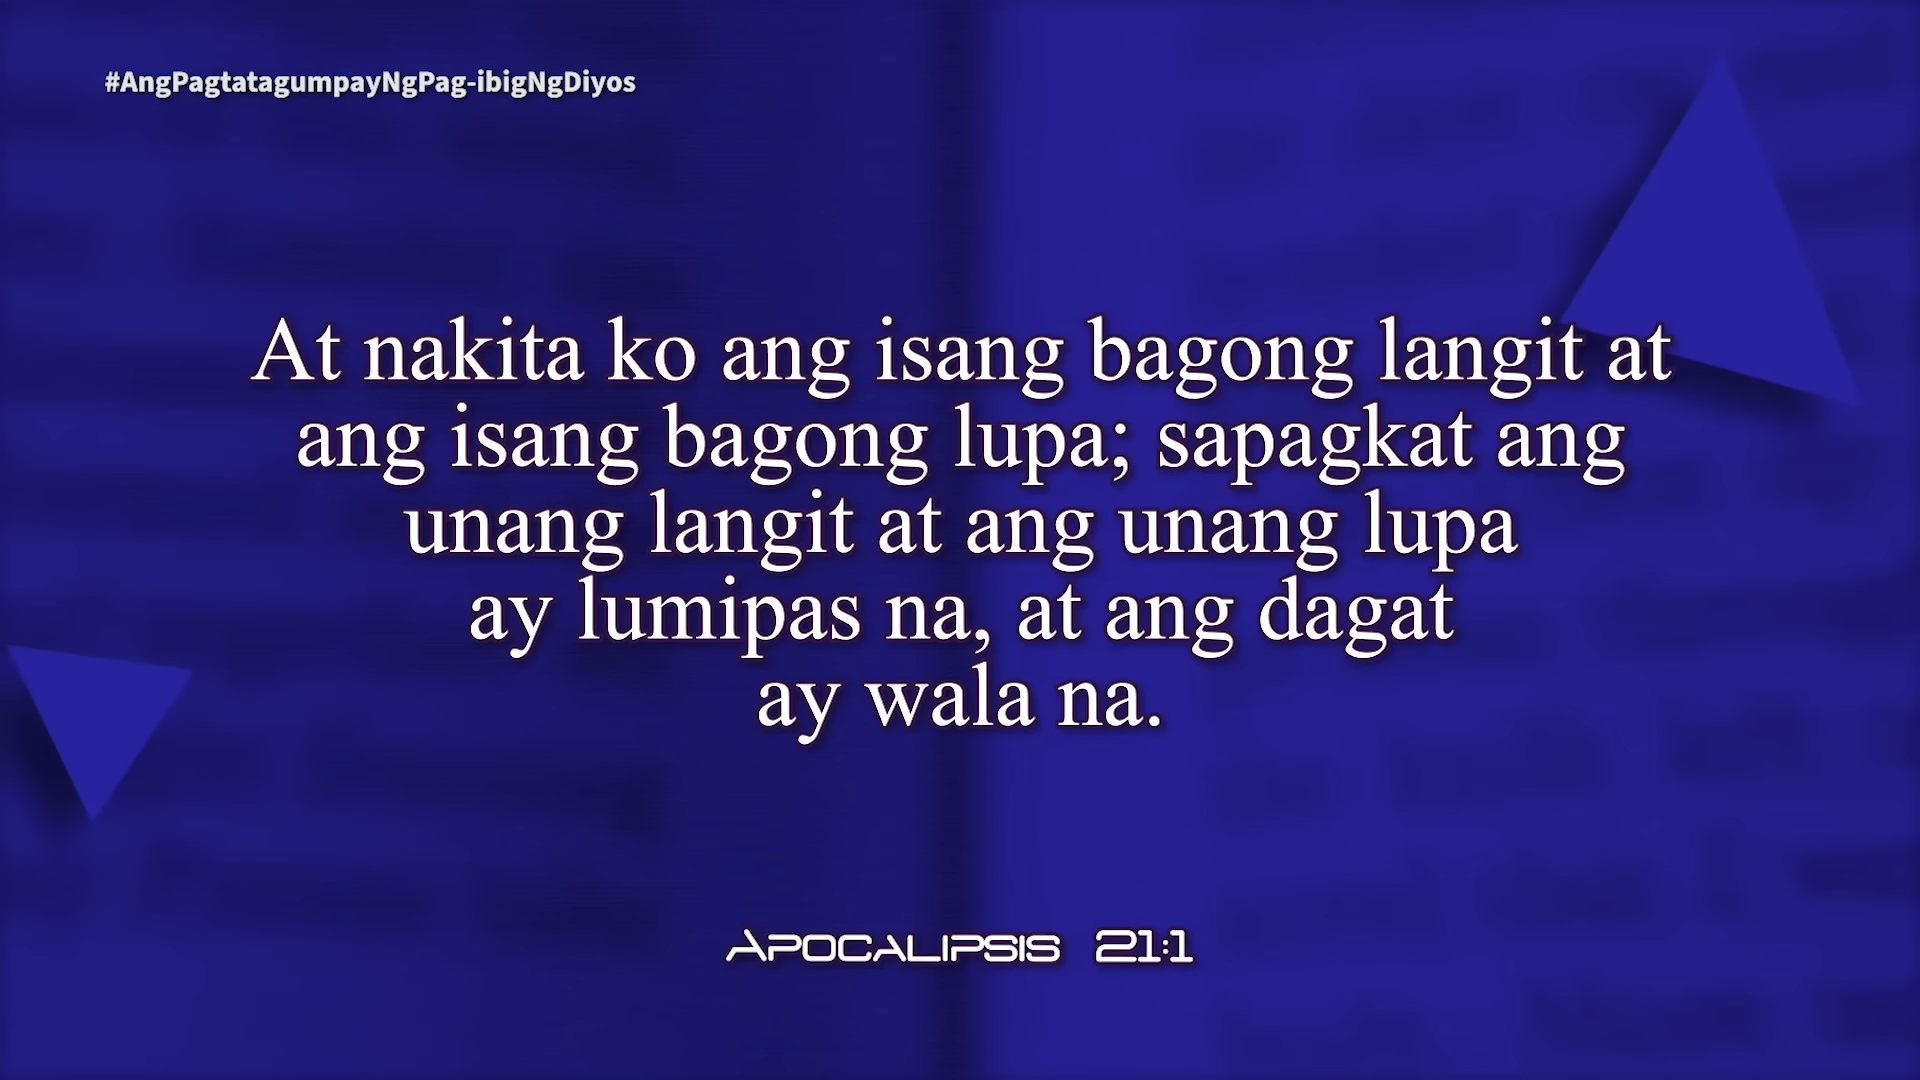 #AngPagtatagumpayNgPag-ibigNgDiyos
At nakita ko ang isang bagong langit at
ang isang bagong lupa; sapagkat ang
unang langit at ang unang lupa
ay lumipas na, at ang dagat
ay wala na.
Apocalipsis 21:1